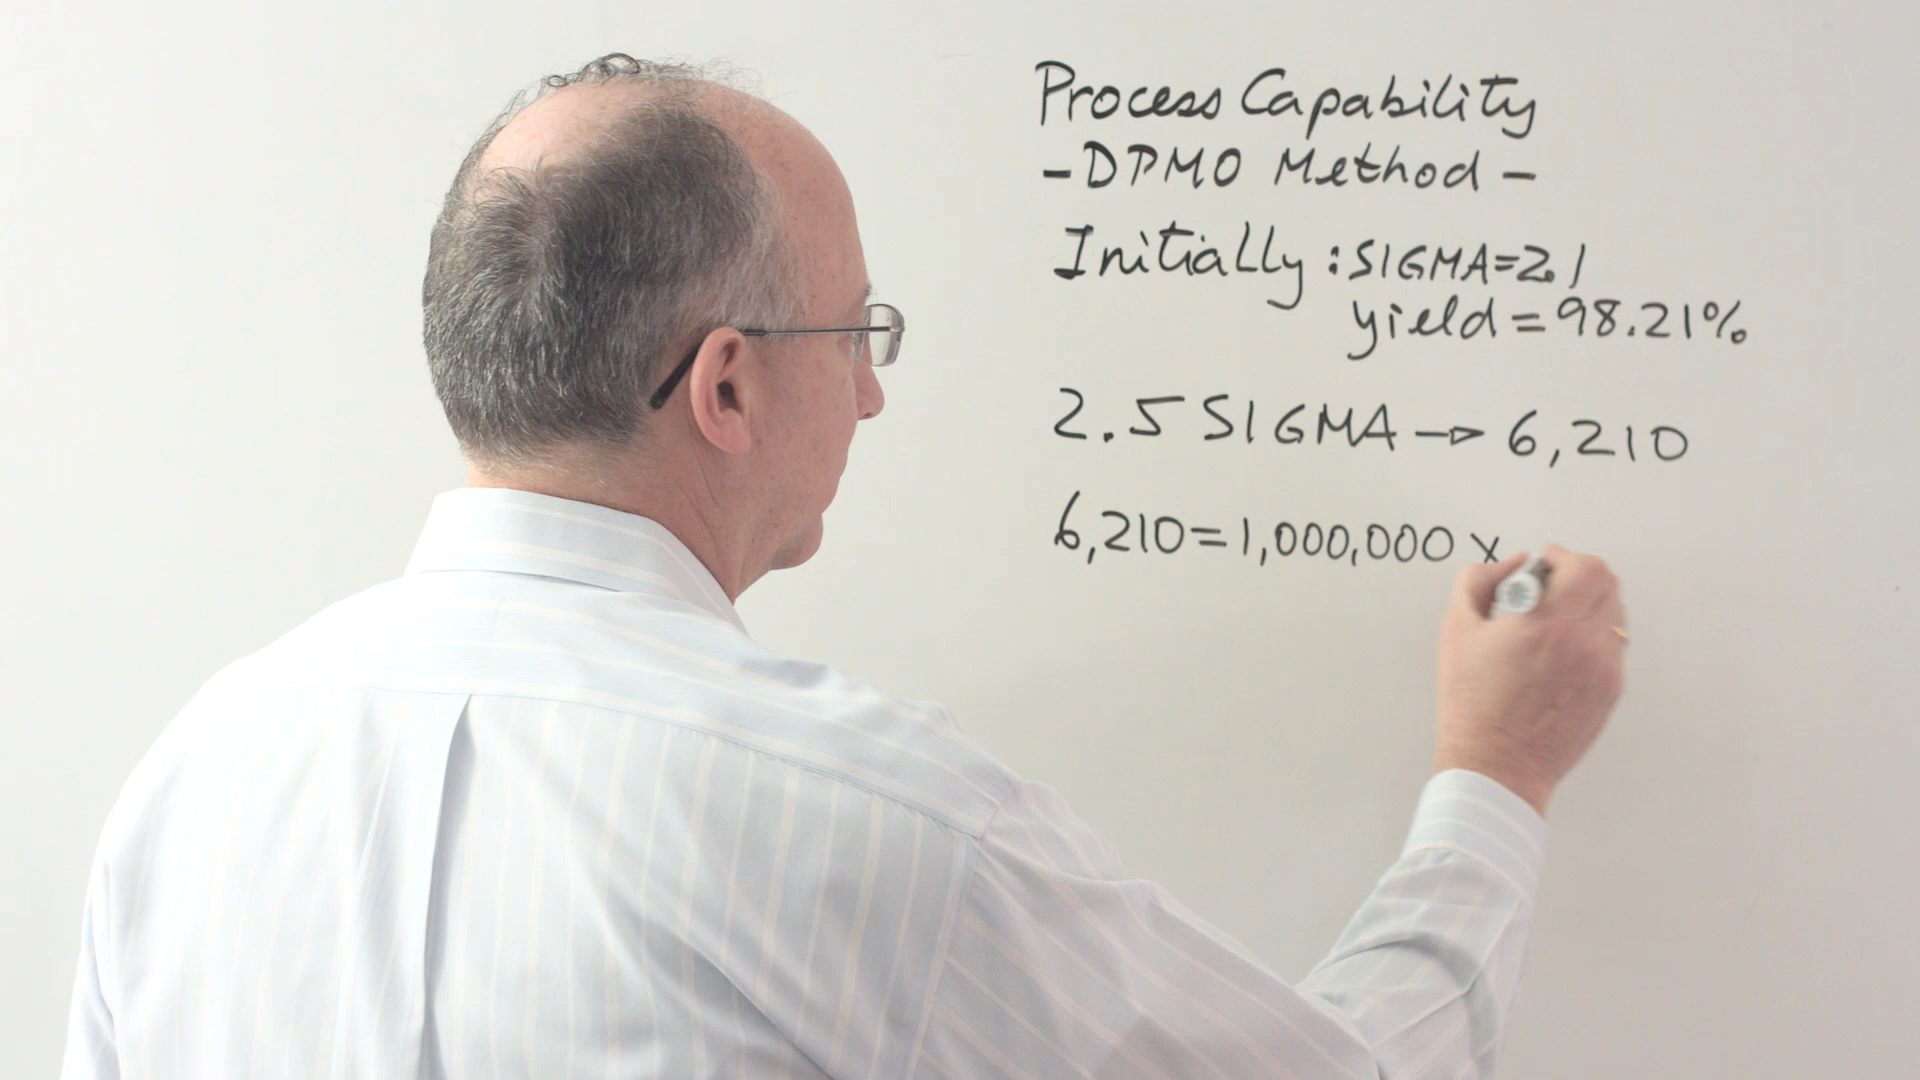 Process Capability
- DPMO Method -
Initially : SIGMA=2.1
yield = 98.21%
2.5 SIGMA → 6,210
6,210 = 1,000,000 x